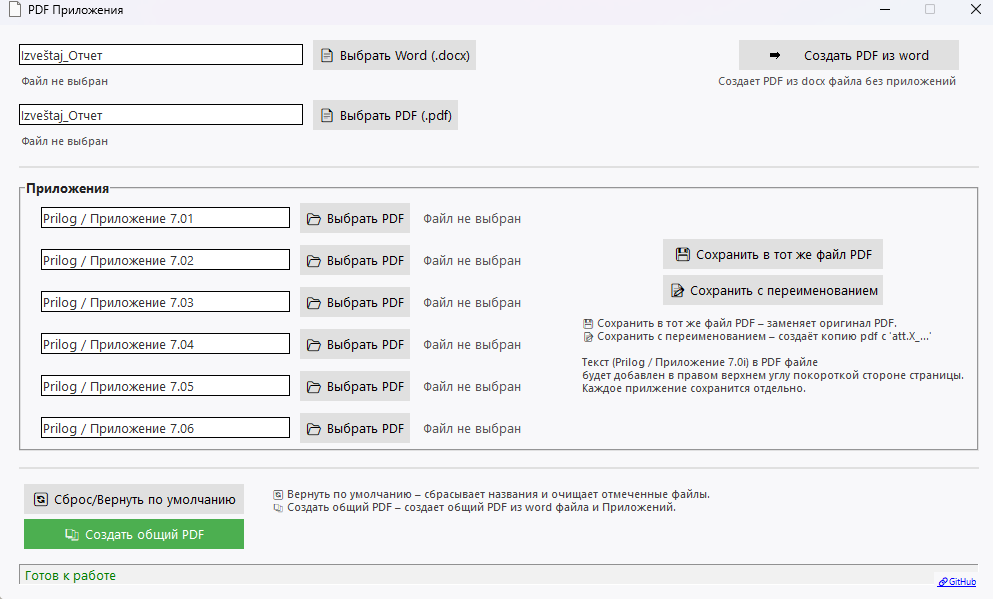 PDF Приложения
Izveštaj_Отчет
Выбрать Word (.docx)
Создать PDF из word
Файл не выбран
Создает PDF из docx файла без приложений
Izveštaj_Отчет
Выбрать PDF (.pdf)
Файл не выбран
Приложения
Prilog / Приложение 7.01
Выбрать PDF
Файл не выбран
Prilog / Приложение 7.02
Выбрать PDF
Файл не выбран
Prilog / Приложение 7.03
Выбрать PDF
Файл не выбран
Prilog / Приложение 7.04
Выбрать PDF
Файл не выбран
Prilog / Приложение 7.05
Выбрать PDF
Файл не выбран
Prilog / Приложение 7.06
Выбрать PDF
Файл не выбран
Сохранить в тот же файл PDF
Сохранить с переименованием
Сохранить в тот же файл PDF – заменяет оригинал PDF.
Сохранить с переименованием – создаёт копию pdf с 'att.X_...'
Текст (Prilog / Приложение 7.0i) в PDF файле
будет добавлен в правом верхнем углу покороткой стороне страницы.
Каждое прилжение сохранится отдельно.
Сброс/Вернуть по умолчанию
Вернуть по умолчанию – сбрасывает названия и очищает отмеченные файлы.
Создать общий PDF – создает общий PDF из word файла и Приложений.
Создать общий PDF
Готов к работе
GitHub